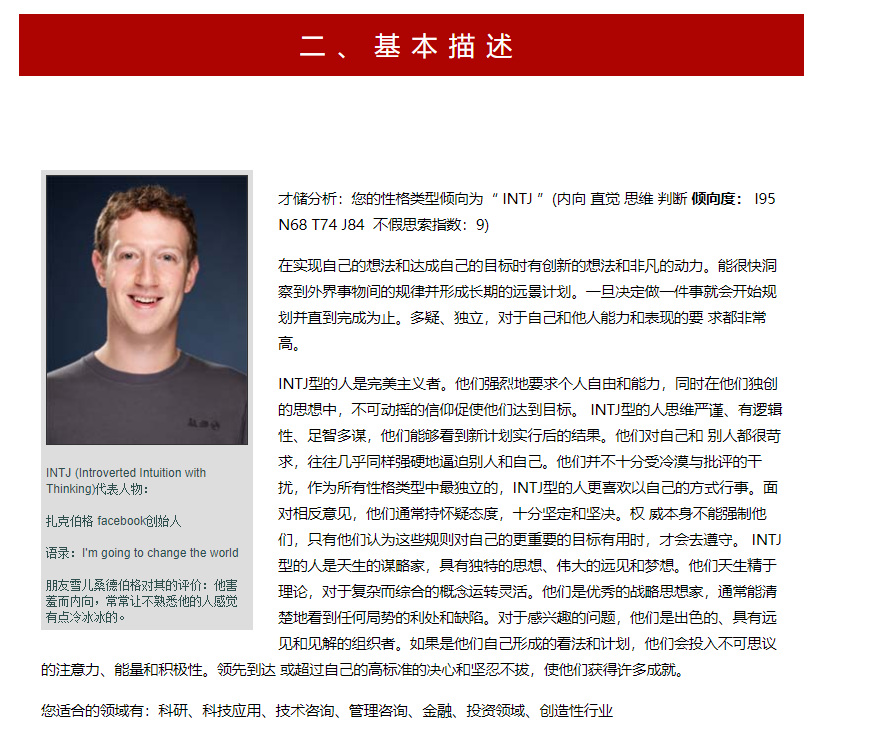 二、基本描述
才储分析：您的性格类型倾向为“ INTJ ”(内向 直觉 思维 判断 倾向度： I95
N68 T74 J84 不假思索指数：9)
在实现自己的想法和达成自己的目标时有创新的想法和非凡的动力。能很快洞
察到外界事物间的规律并形成长期的远景计划。一旦决定做一件事就会开始规
划并直到完成为止。多疑、独立，对于自己和他人能力和表现的要 求都非常
高。
INTJ型的人是完美主义者。他们强烈地要求个人自由和能力，同时在他们独创
的思想中，不可动摇的信仰促使他们达到目标。 INTJ型的人思维严谨、有逻辑
性、足智多谋，他们能够看到新计划实行后的结果。他们对自己和 别人都很苛
求，往往几乎同样强硬地逼迫别人和自己。他们并不十分受冷漠与批评的干
扰，作为所有性格类型中最独立的，INTJ型的人更喜欢以自己的方式行事。面
对相反意见，他们通常持怀疑态度，十分坚定和坚决。权 威本身不能强制他
们，只有他们认为这些规则对自己的更重要的目标有用时，才会去遵守。 INTJ
型的人是天生的谋略家，具有独特的思想、伟大的远见和梦想。他们天生精于
理论，对于复杂而综合的概念运转灵活。他们是优秀的战略思想家，通常能清
楚地看到任何局势的利处和缺陷。对于感兴趣的问题，他们是出色的、具有远
见和见解的组织者。如果是他们自己形成的看法和计划，他们会投入不可思议
的注意力、能量和积极性。领先到达 或超过自己的高标准的决心和坚忍不拔，使他们获得许多成就。
INTJ (Introverted Intuition with
Thinking)代表人物：
扎克伯格 facebook创始人
语录：I'm going to change the world
朋友雪儿桑德伯格对其的评价：他害
羞而内向，常常让不熟悉他的人感觉
有点冷冰冰的。
您适合的领域有：科研、科技应用、技术咨询、管理咨询、金融、投资领域、创造性行业